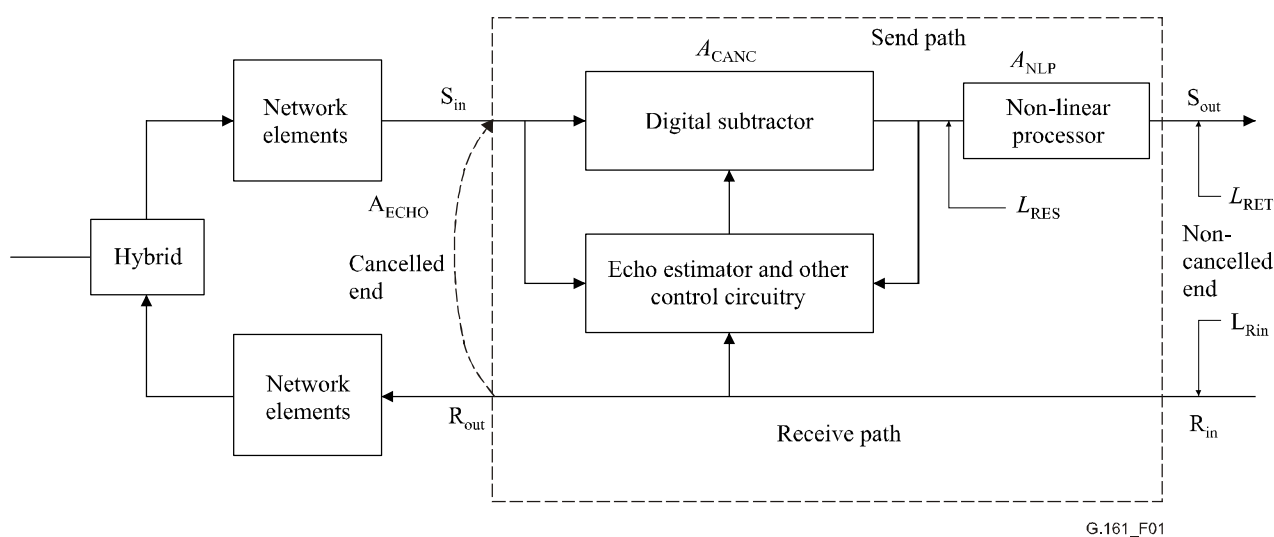 Send path
A_CANC
A_NLP
Network
elements
S_in
Digital subtractor
Non-linear
processor
S_out
A_ECHO
L_RES
L_RET
Hybrid
Cancelled
end
Echo estimator and other
control circuitry
Non-
cancelled
end
L_Rin
Network
elements
R_out
Receive path
R_in
G.161_F01